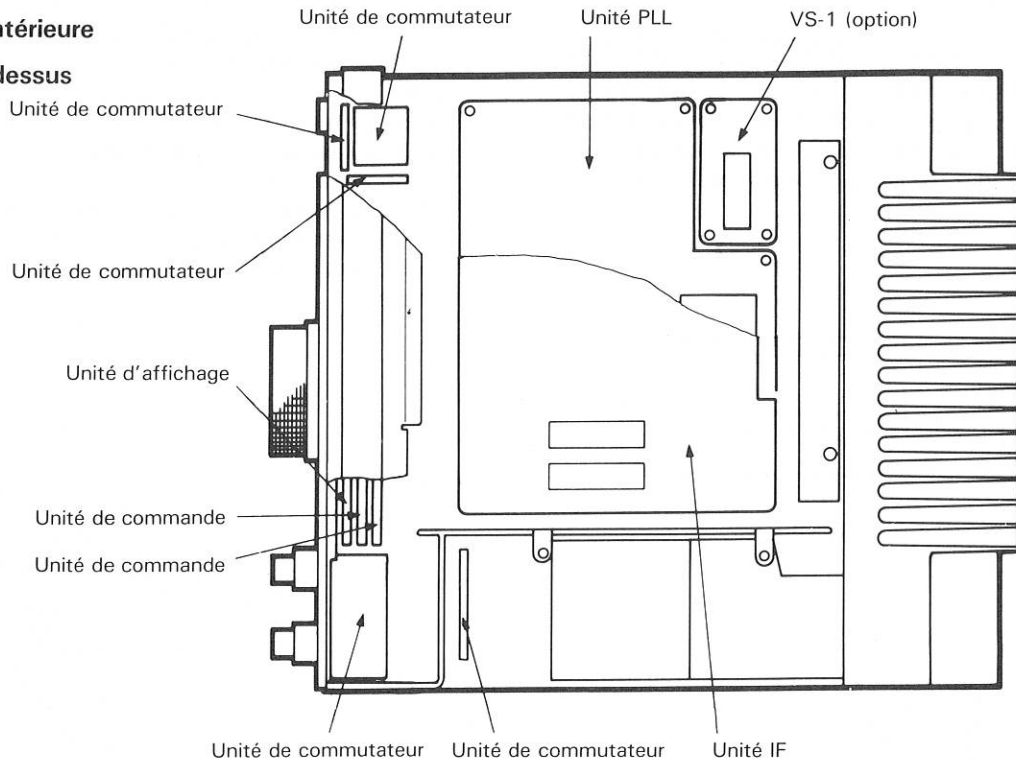 Unité de commutateur
Unité PLL
VS-1 (option)
dessus
Unité de commutateur
Unité de commutateur
Unité d'affichage
Unité de commande
Unité de commande
Unité de commutateur
Unité de commutateur
Unité IF